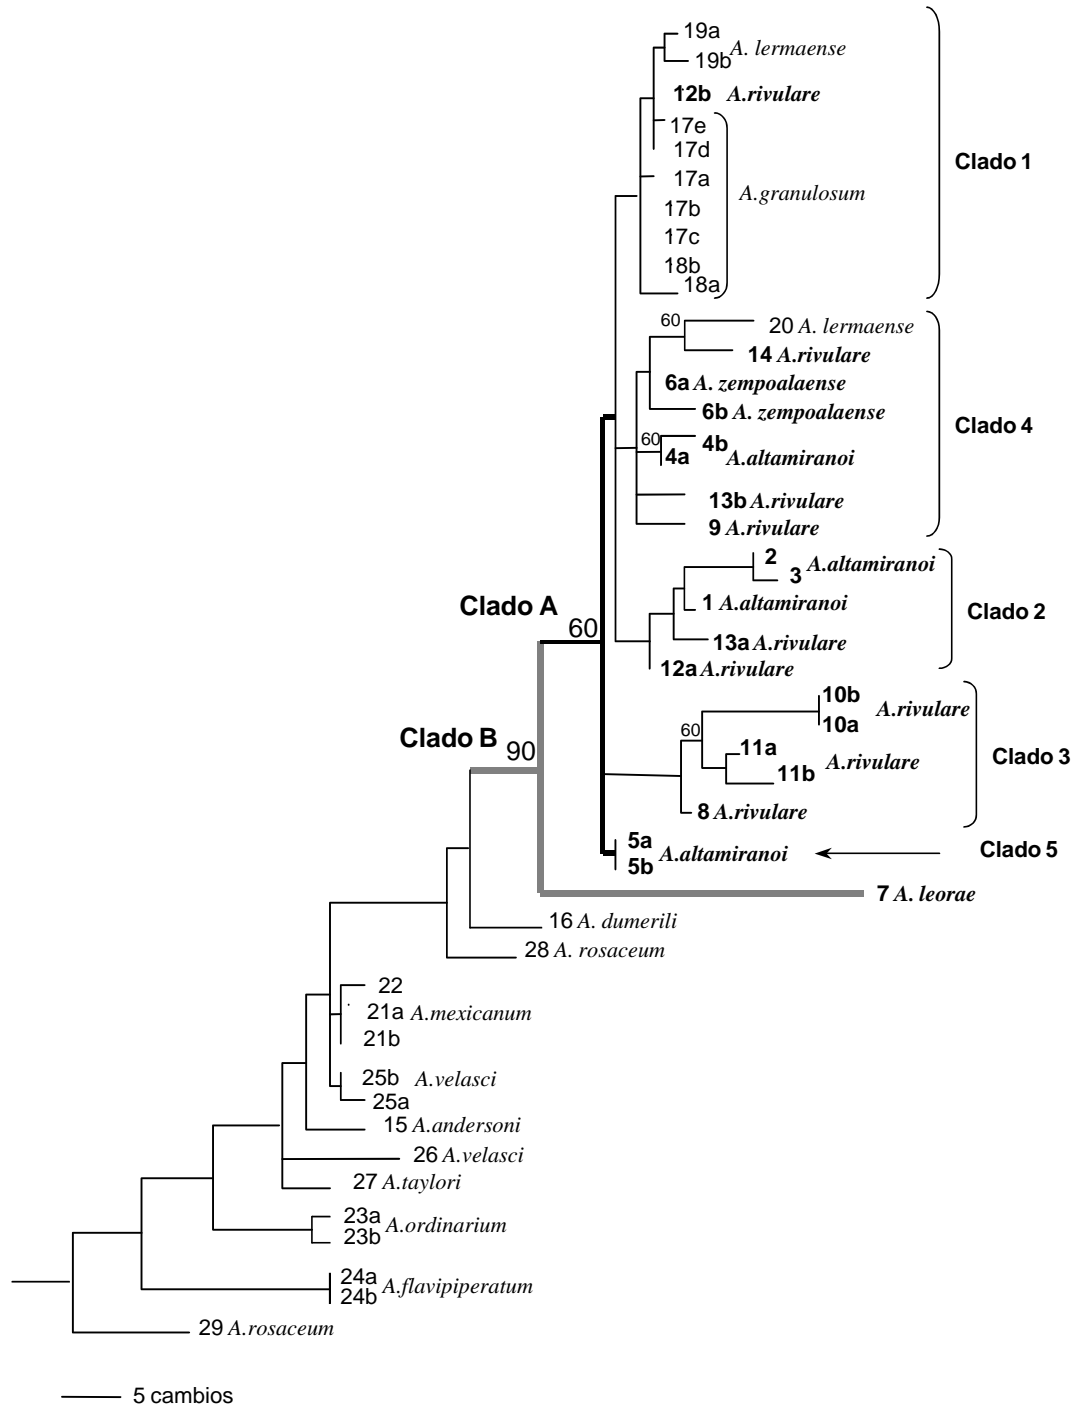 19a
A. lermaense
19b
12b A.rivulare
17e
17d
17a
A.granulosum
17b
17c
18b
18a
Clado 1
60
20 A. lermaense
14 A.rivulare
6a A. zempoalaense
6b A. zempoalaense
60
4b
4a
A.altamiranoi
13b A.rivulare
9 A.rivulare
Clado 4
2
3
A.altamiranoi
1 A.altamiranoi
13a A.rivulare
12a A.rivulare
Clado 2
Clado A
60
10b
10a
A.rivulare
60
11a
11b
A.rivulare
8 A.rivulare
Clado 3
Clado B
90
5a
5b
A.altamiranoi
Clado 5
7 A. leorae
16 A. dumerili
28 A. rosaceum
22
21a A.mexicanum
21b
25b A.velasci
25a
15 A.andersoni
26 A.velasci
27 A.taylori
23a
A.ordinarium
23b
24a
A.flavipiperatum
24b
29 A.rosaceum
5 cambios